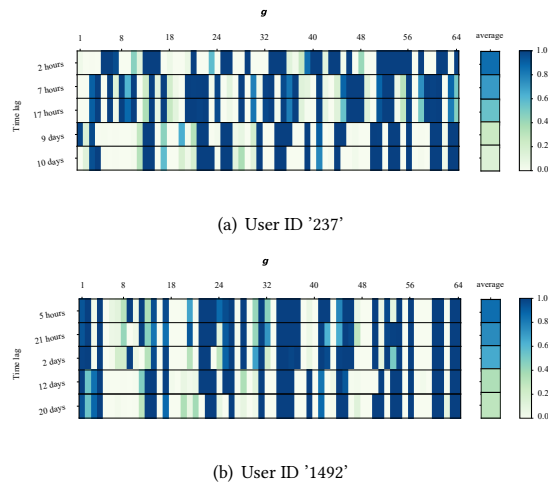 g
average
1 8 18 24 34 40 48 56 64
2 hours
7 hours
17 hours
9 days
10 days
Time lag
1.0
0.8
0.6
0.4
0.2
0.0
(a) User ID '237'
g
average
1 8 18 24 34 40 48 56 64
5 hours
21 hours
2 days
12 days
20 days
Time lag
1.0
0.8
0.6
0.4
0.2
0.0
(b) User ID '1492'